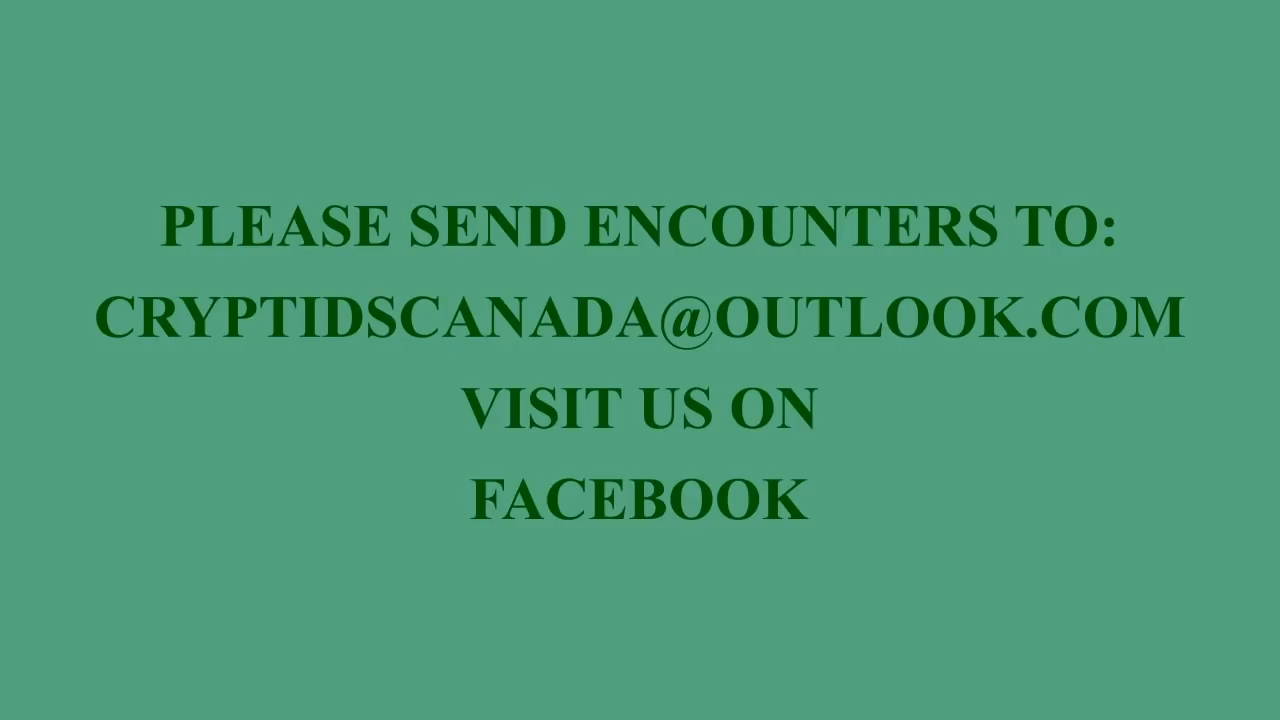 PLEASE SEND ENCOUNTERS TO:
CRYPTIDSCANADA@OUTLOOK.COM
VISIT US ON
FACEBOOK